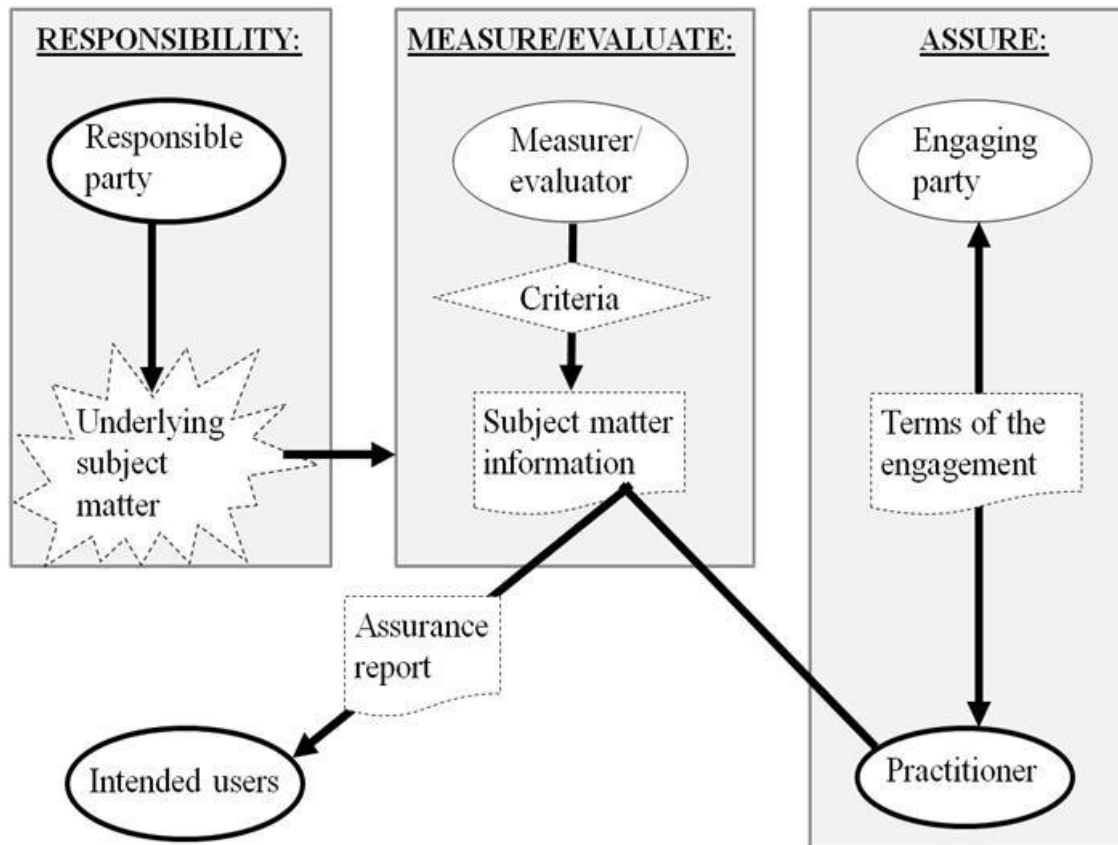 RESPONSIBILITY:
Responsible
party
Underlying
subject
matter
MEASURE/EVALUATE:
Measurer/
evaluator
Criteria
Subject matter
information
ASSURE:
Engaging
party
Terms of the
engagement
Practitioner
Assurance
report
Intended users